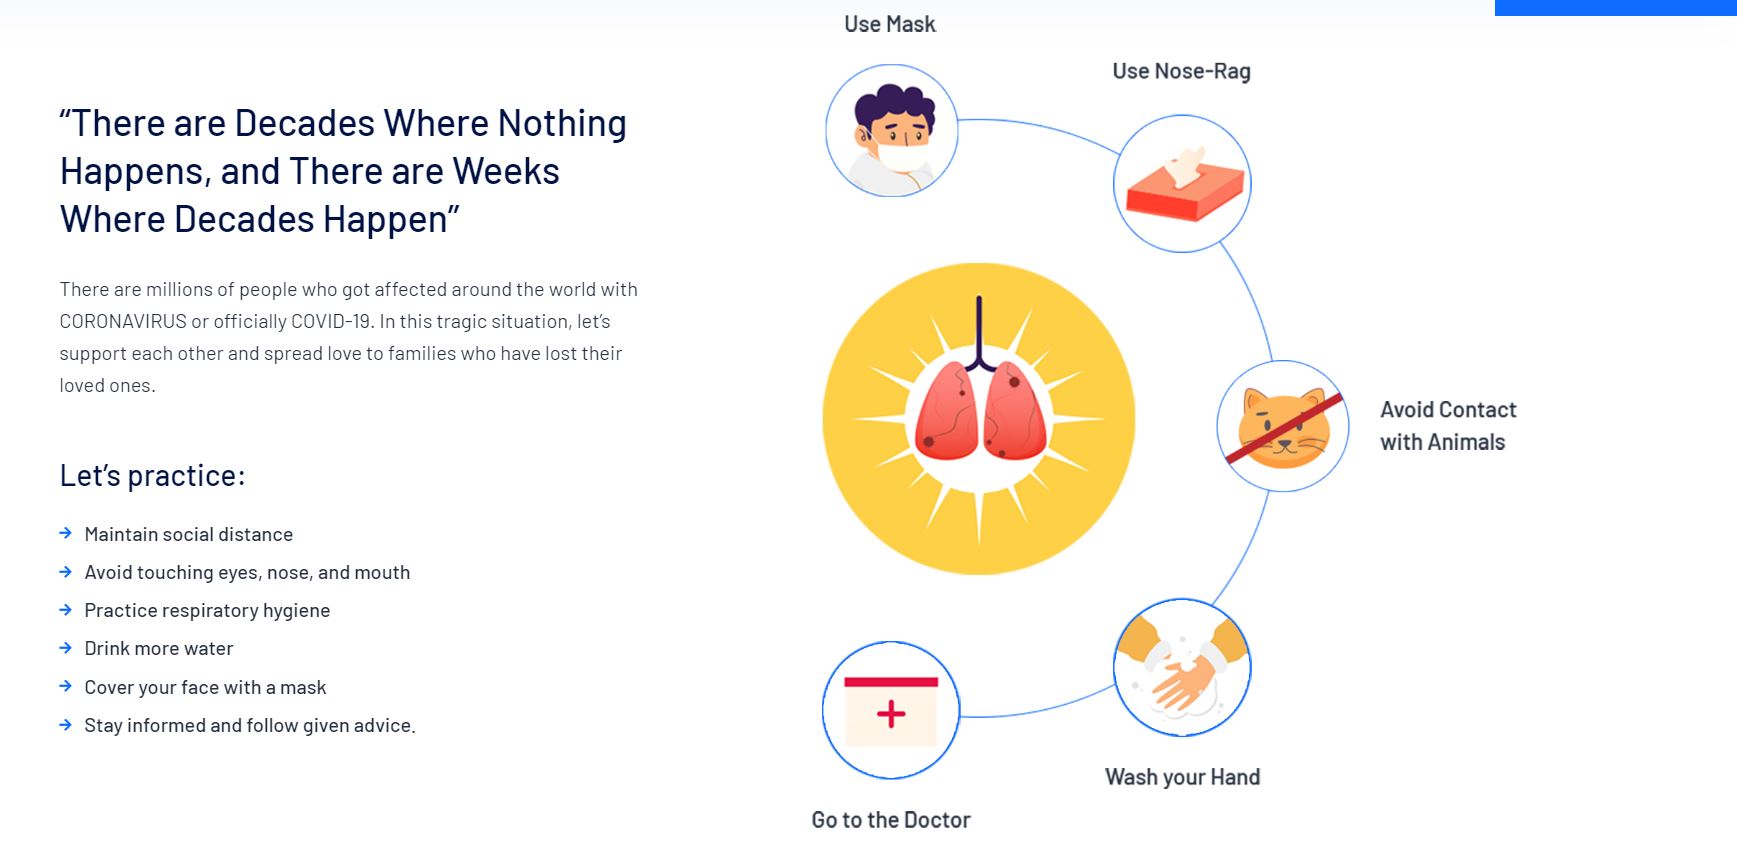 “There are Decades Where Nothing
Happens, and There are Weeks
Where Decades Happen”
There are millions of people who got affected around the world with
CORONAVIRUS or officially COVID-19. In this tragic situation, let’s
support each other and spread love to families who have lost their
loved ones.
Let’s practice:
Maintain social distance
Avoid touching eyes, nose, and mouth
Practice respiratory hygiene
Drink more water
Cover your face with a mask
Stay informed and follow given advice.
Use Mask
Use Nose-Rag
Avoid Contact
with Animals
Wash your Hand
Go to the Doctor